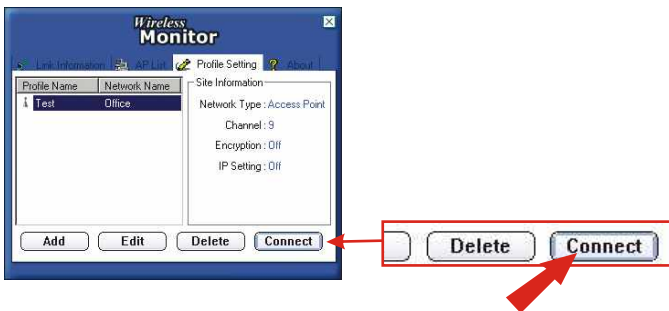 Wireless
Monitor
Link Information AP List Profile Setting About
Profile Name Network Name
Test Office
Site Information
Network Type : Access Point
Channel : 9
Encryption : Off
IP Setting : Off
Add Edit Delete Connect
Delete Connect